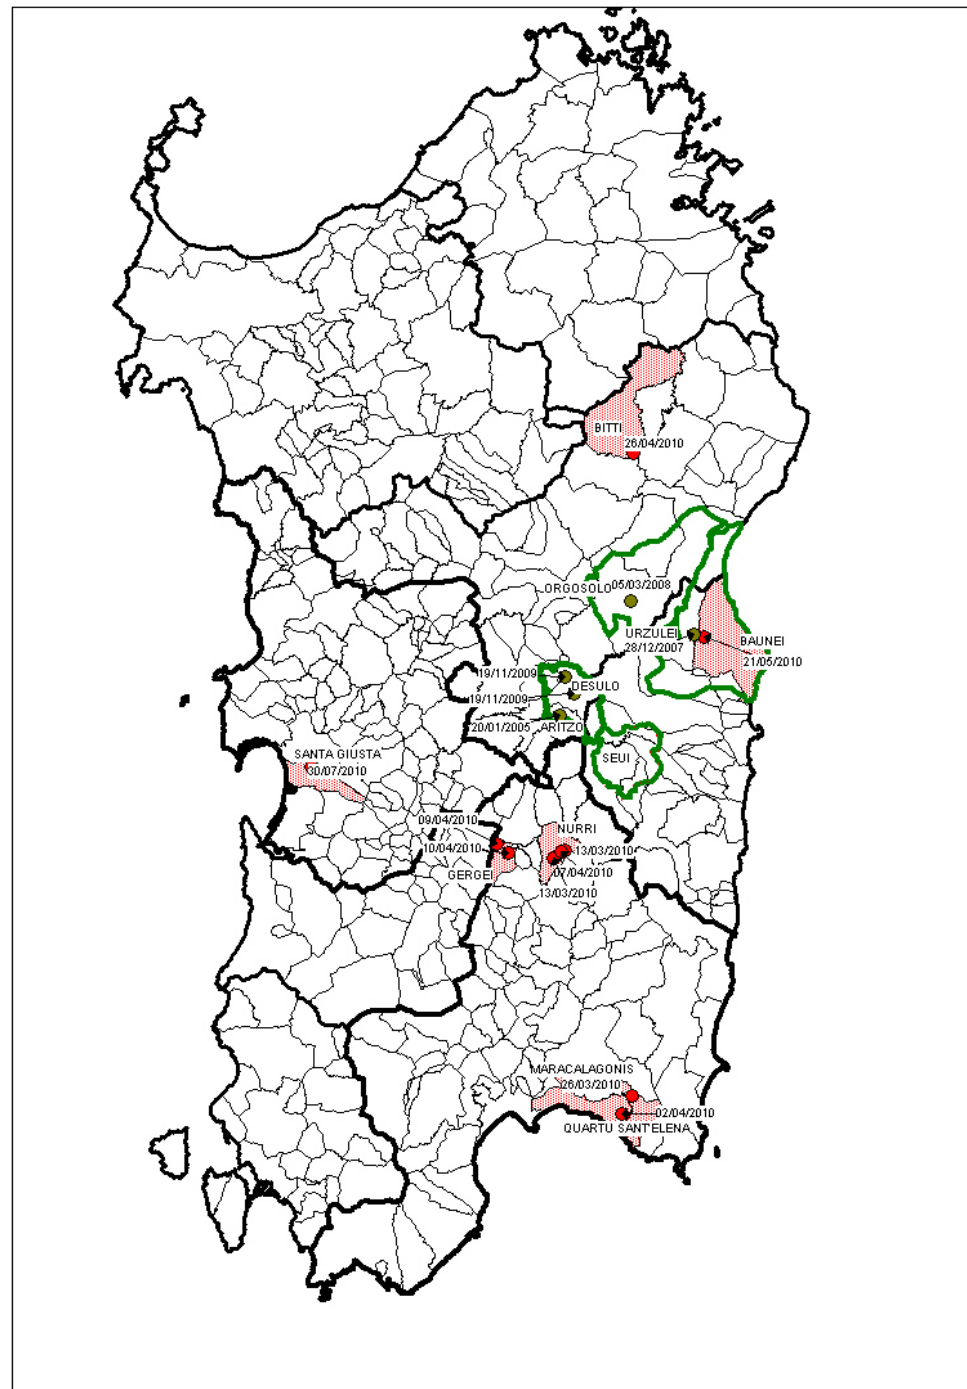 BITTI
26/04/2010
ORGOSOLO
05/03/2008
URZULEI
28/12/2007
BAUNEI
21/05/2010
19/11/2009
DESULO
19/11/2009
20/01/2005
ARITZO
SEUI
SANTA GIUSTA
30/07/2010
09/04/2010
NURRI
10/04/2010
13/03/2010
GERGEI
07/04/2010
13/03/2010
MARACALAGONIS
26/03/2010
02/04/2010
QUARTU SANT'ELENA